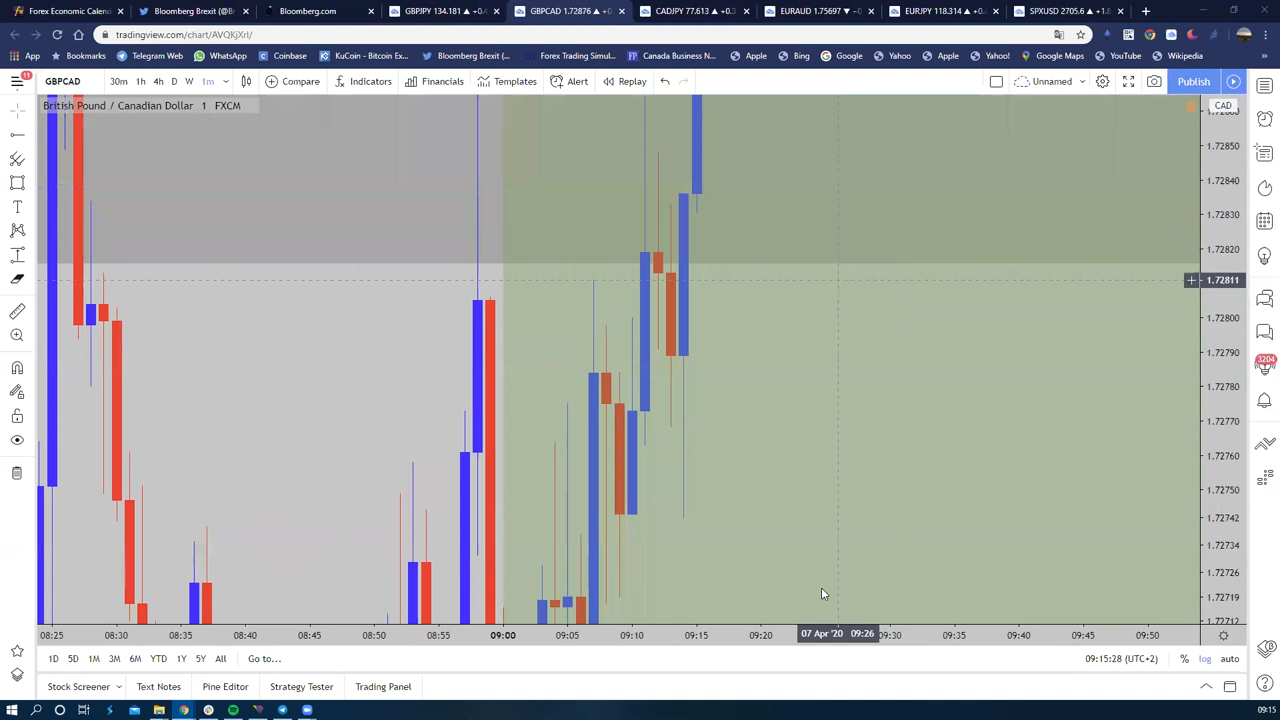 Forex Economic Calend
Bloomberg Brexit (@Br
Bloomberg.com
GBPJPY 134.181
GBPCAD 1.72876
CADJPY 77.613
EURAUD 1.75697
EURJPY 118.314
SPXUSD 2705.6
tradingview.com/chart/AVQKjXrl/
Apps
Telegram Web
WhatsApp
Coinbase
KuCoin - Bitcoin Ex...
Bloomberg Brexit (...
Forex Trading Simul...
Canada Business N...
Apple
Bing
Google
Yahoo
Apple
Yahoo!
Google Maps
YouTube
Wikipedia
11
GBPCAD
30m 1h 4h D W 1m
Compare
Indicators
Financials
Templates
Alert
Replay
Unnamed
Publish
British Pound / Canadian Dollar 1 FXCM
CAD
1.72860
1.72850
1.72840
1.72830
1.72820
1.72811
1.72800
1.72790
1.72780
1.72770
1.72760
1.72750
1.72742
1.72734
1.72726
1.72719
1.72712
3204
08:25 08:30 08:35 08:40 08:45 08:50 08:55 09:00 09:05 09:10 09:15 09:20 07 Apr '20 09:26 09:30 09:35 09:40 09:45 09:50
1D 5D 1M 3M 6M YTD 1Y 5Y All Go to...
09:15:28 (UTC+2) % log auto
Stock Screener
Text Notes
Pine Editor
Strategy Tester
Trading Panel
09:15